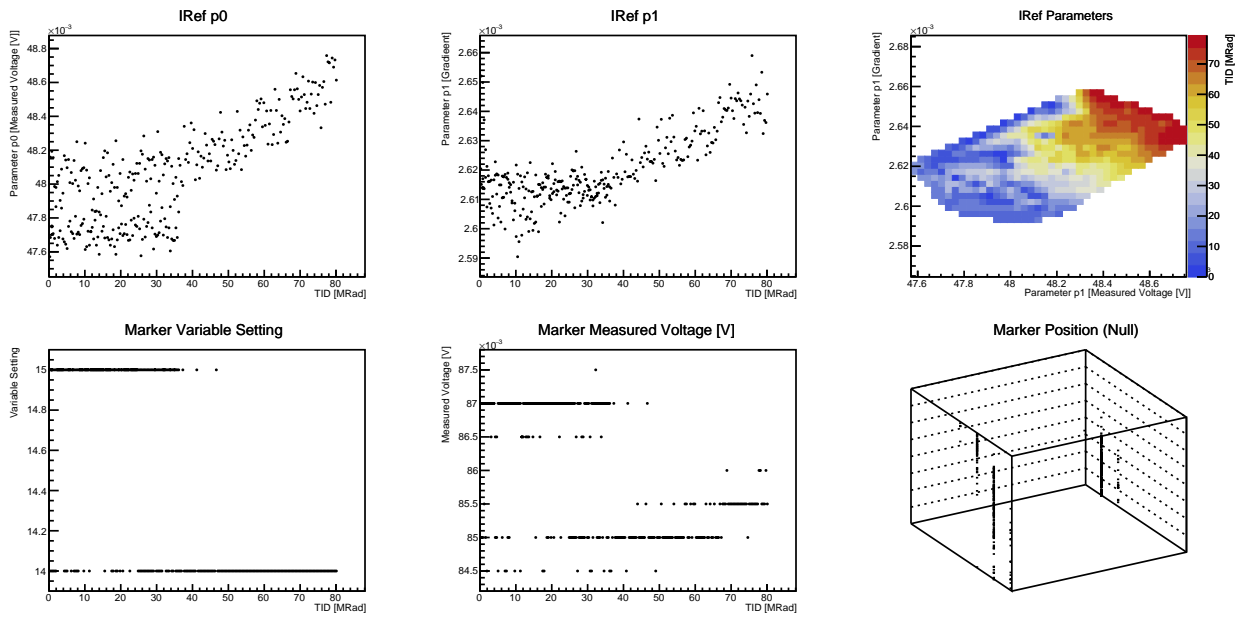 IRef p0
×10⁻³
Parameter p0 [Measured Voltage [V]]
48.8
48.6
48.4
48.2
48
47.8
47.6
0 10 20 30 40 50 60 70 80
TID [MRad]
IRef p1
×10⁻³
Parameter p1 [Gradieent]
2.66
2.65
2.64
2.63
2.62
2.61
2.6
2.59
0 10 20 30 40 50 60 70 80
TID [MRad]
IRef Parameters
×10⁻³
Parameter p1 [Gradient]
2.68
2.66
2.64
2.62
2.6
2.58
47.6 47.8 48 48.2 48.4 48.6
Parameter p1 [Measured Voltage [V]]
TID [MRad]
70
60
50
40
30
20
10
0
Marker Variable Setting
Variable Setting
15
14.8
14.6
14.4
14.2
14
0 10 20 30 40 50 60 70 80
TID [MRad]
Marker Measured Voltage [V]
×10⁻³
Measured Voltage [V]
87.5
87
86.5
86
85.5
85
84.5
0 10 20 30 40 50 60 70 80
TID [MRad]
Marker Position (Null)